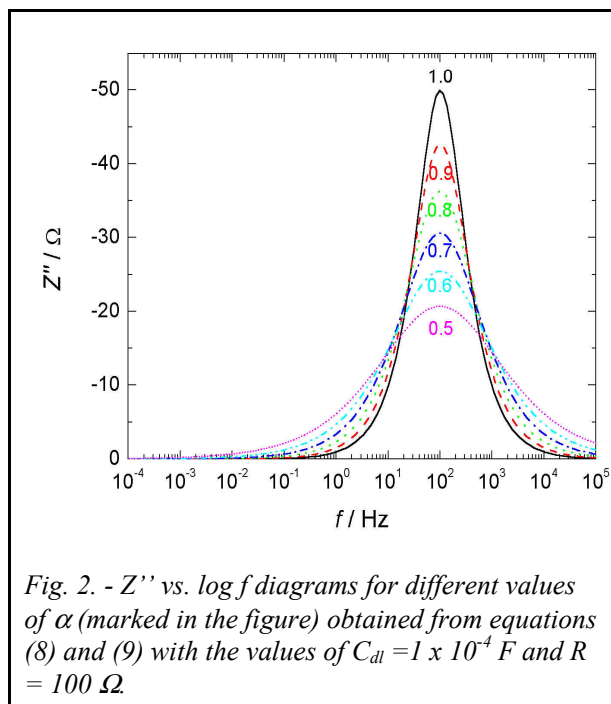 1.0
-50
-40
0.9
0.8
-30
0.7
0.6
-20
0.5
-10
0
Z'' / Ω
10⁻⁴ 10⁻³ 10⁻² 10⁻¹ 10⁰ 10¹ 10² 10³ 10⁴ 10⁵
f / Hz
Fig. 2. - Z’’ vs. log f diagrams for different values
of α (marked in the figure) obtained from equations
(8) and (9) with the values of C_dl =1 x 10⁻⁴ F and R
= 100 Ω.